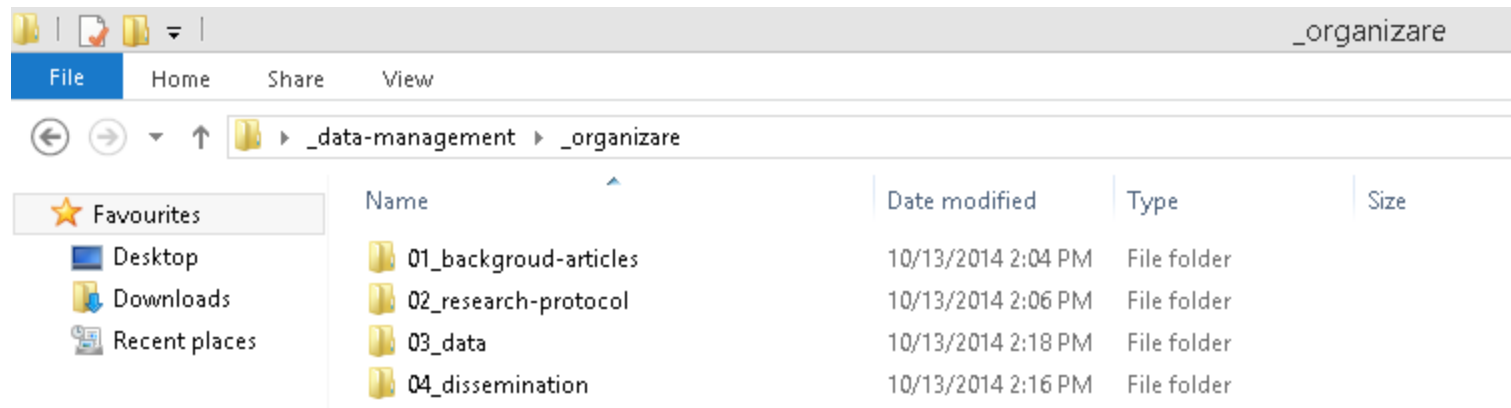 _organizare
File Home Share View
_data-management _organizare
Name Date modified Type Size
Favourites
Desktop 01_backgroud-articles 10/13/2014 2:04 PM File folder
Downloads 02_research-protocol 10/13/2014 2:06 PM File folder
Recent places 03_data 10/13/2014 2:18 PM File folder
04_dissemination 10/13/2014 2:16 PM File folder